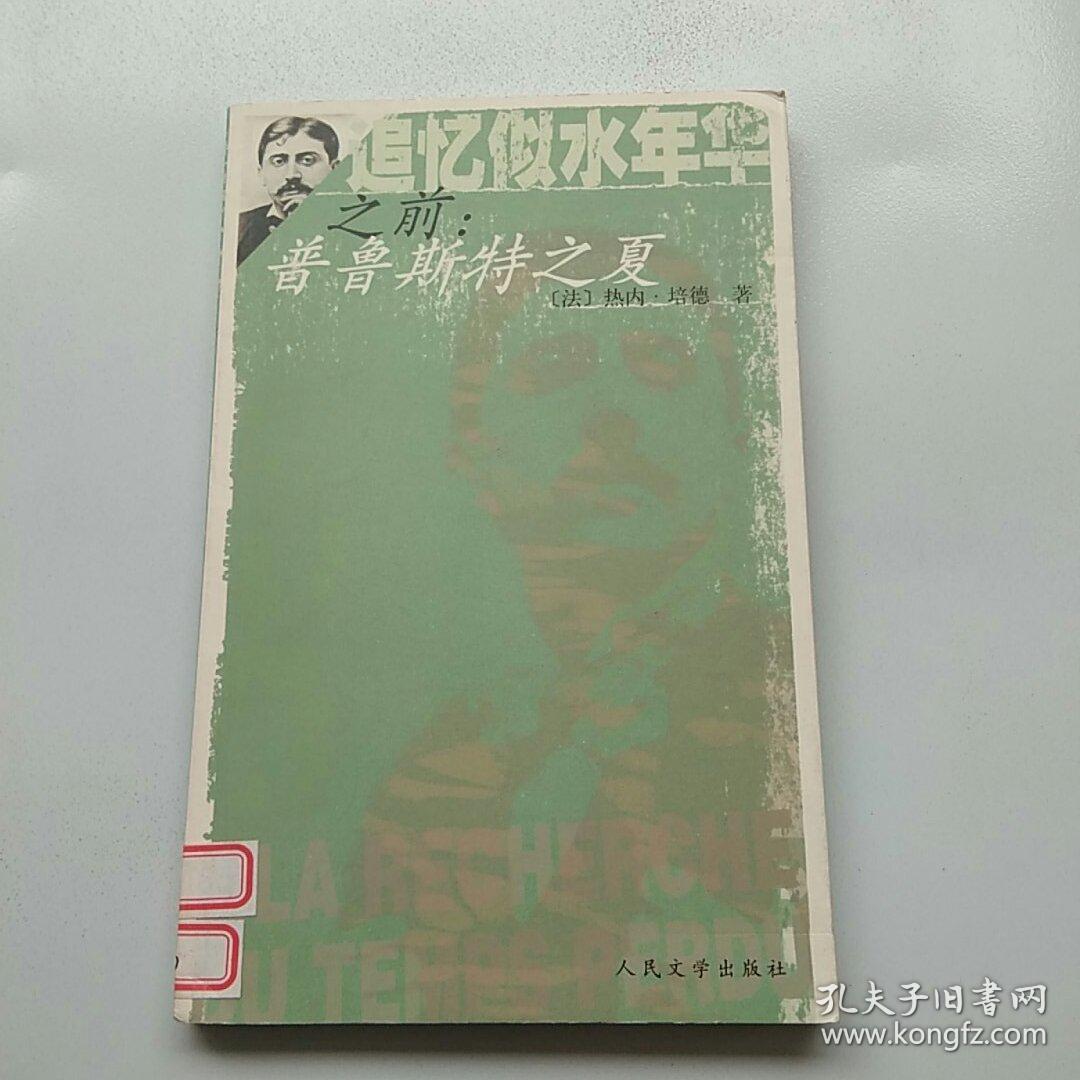 追忆似水年华
之前：
普鲁斯特之夏
〔法〕热内·培德 著
LA RECHERCHE
DU TEMPS PERDU
人民文学出版社
孔夫子旧书网
www.kongfz.com